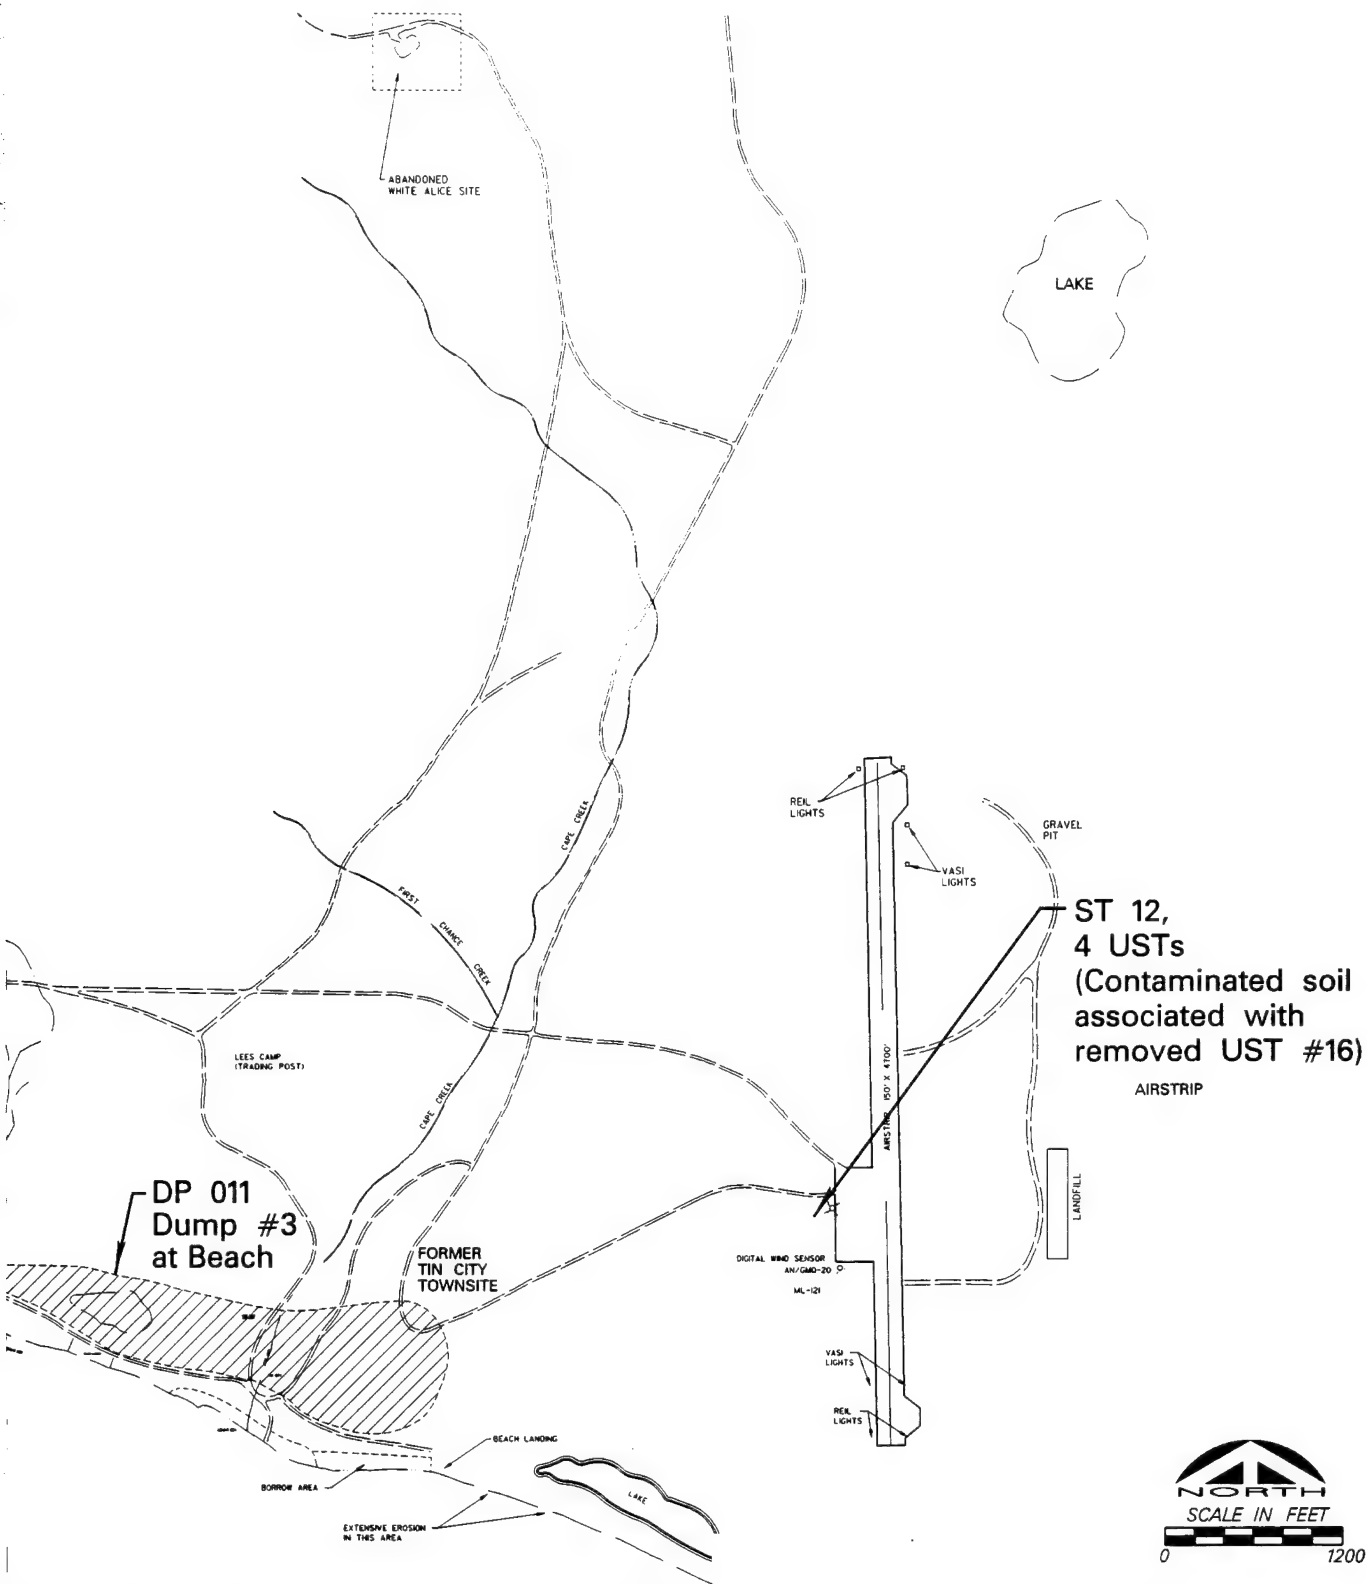 ABANDONED
WHITE ALICE SITE
LAKE
REIL
LIGHTS
GRAVEL
PIT
VASI
LIGHTS
CAPE CREEK
FIRST CHANCE CREEK
ST 12,
4 USTs
(Contaminated soil
associated with
removed UST #16)
AIRSTRIP
AIRSTRIP 150' X 4700'
LEES CAMP
(TRADING POST)
CAPE CREEK
LANDFILL
DP 011
Dump #3
at Beach
FORMER
TIN CITY
TOWNSITE
DIGITAL WIND SENSOR
AN/GMQ-20
ML-121
VASI
LIGHTS
REIL
LIGHTS
BEACH LANDING
BORROW AREA
LAKE
EXTENSIVE EROSION
IN THIS AREA
NORTH
SCALE IN FEET
0 1200